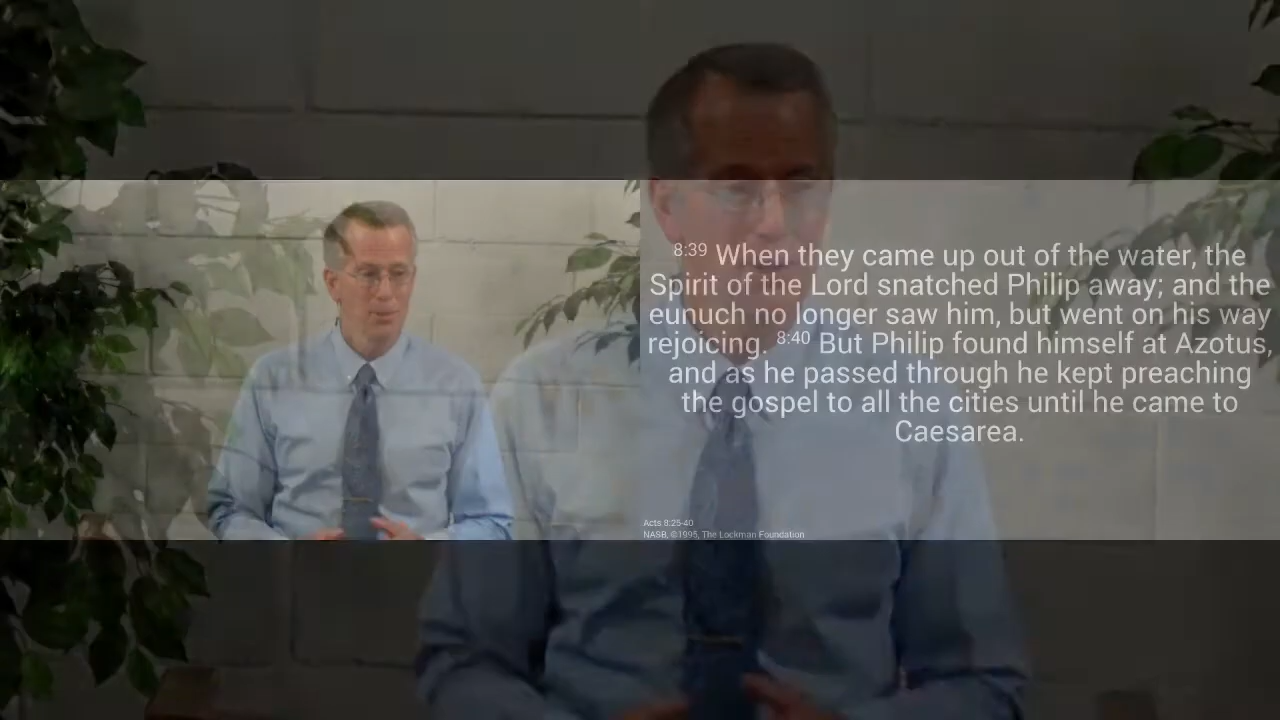 8:39 When they came up out of the water, the
Spirit of the Lord snatched Philip away; and the
eunuch no longer saw him, but went on his way
rejoicing. 8:40 But Philip found himself at Azotus,
and as he passed through he kept preaching
the gospel to all the cities until he came to
Caesarea.
Acts 8:25-40
NASB, ©1995, The Lockman Foundation